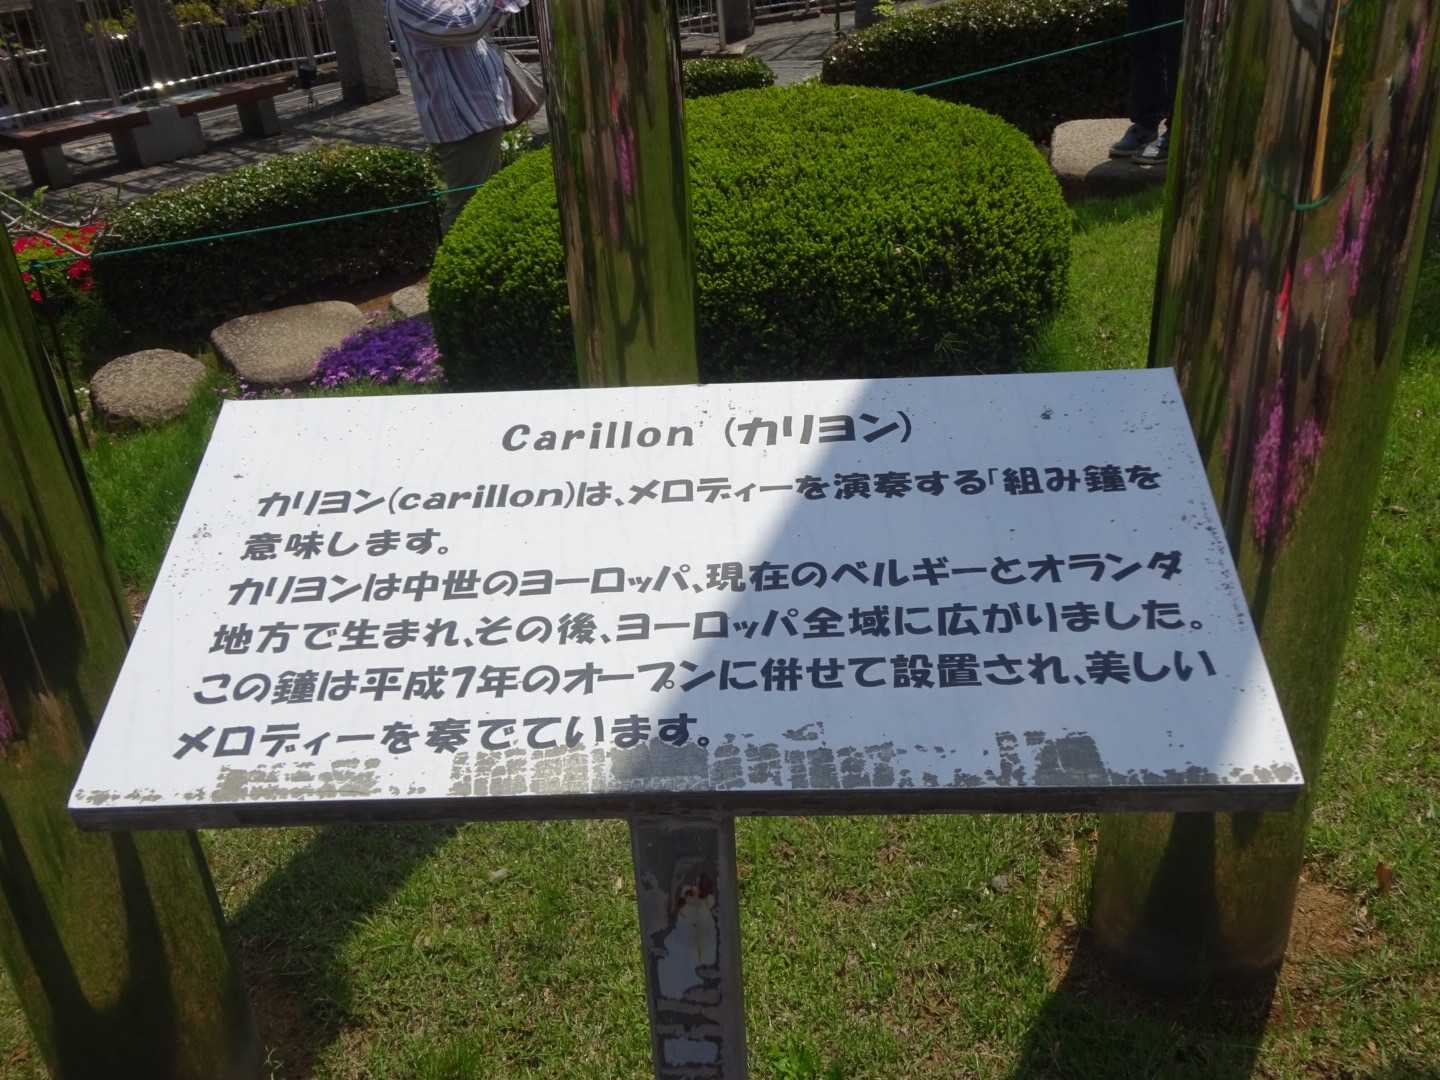 Carillon (カリヨン)
カリヨン(carillon)は、メロディーを演奏する「組み鐘を
意味します。
カリヨンは中世のヨーロッパ、現在のベルギーとオランダ
地方で生まれ、その後、ヨーロッパ全域に広がりました。
この鐘は平成7年のオープンに併せて設置され、美しい
メロディーを奏でています。